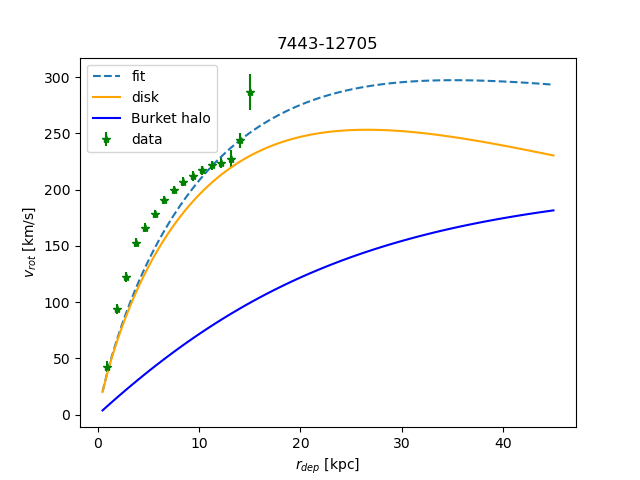 7443-12705
300
250
200
150
100
50
0
v_rot [km/s]
fit
disk
Burket halo
data
0 10 20 30 40
r_dep [kpc]